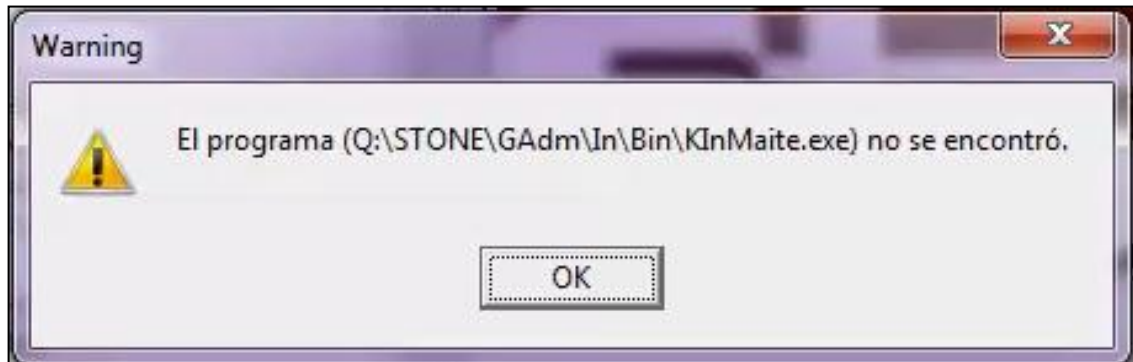 Warning
El programa (Q:\STONE\GAdm\In\Bin\KInMaite.exe) no se encontró.
OK